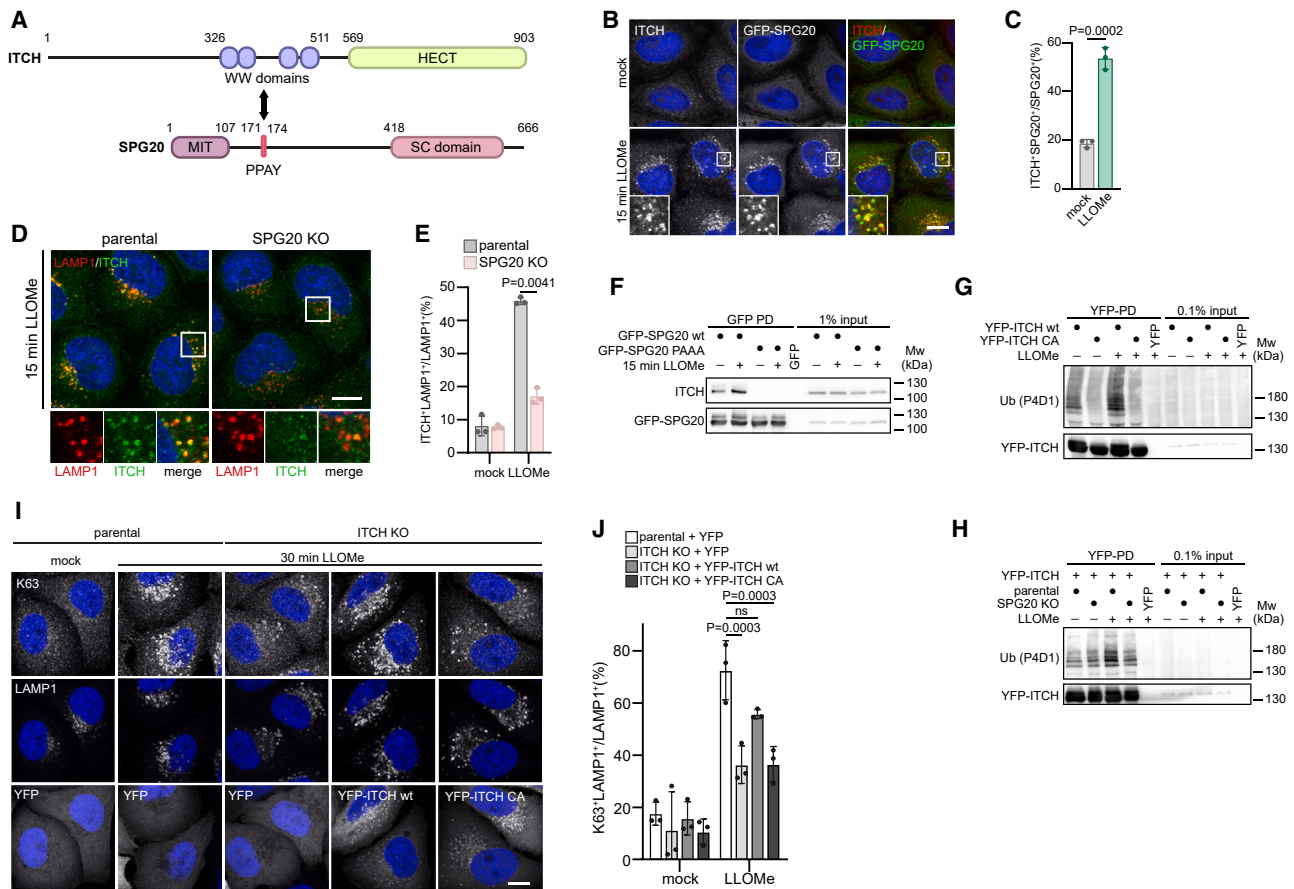 A
1
326
511
569
903
ITCH
HECT
WW domains
1
107
171
174
418
666
SPG20
MIT
SC domain
PPAY
B
ITCH
GFP-SPG20
ITCH/
GFP-SPG20
mock
15 min LLOMe
C
P=0.0002
60
40
20
0
ITCH⁺SPG20⁺/SPG20⁺(%)
mock
LLOMe
D
parental
SPG20 KO
LAMP1/ITCH
15 min LLOMe
LAMP1
ITCH
merge
LAMP1
ITCH
merge
E
parental
SPG20 KO
P=0.0041
50
40
30
20
10
0
ITCH⁺LAMP1⁺/LAMP1⁺(%)
mock
LLOMe
F
GFP PD
1% input
GFP-SPG20 wt
GFP-SPG20 PAAA
15 min LLOMe
– + – +
GFP
– + – +
Mw
(kDa)
ITCH
130
100
GFP-SPG20
130
100
G
YFP-PD
0.1% input
YFP-ITCH wt
YFP-ITCH CA
LLOMe
– – + + +
– – + + +
YFP
YFP
Mw
(kDa)
Ub (P4D1)
180
130
YFP-ITCH
130
H
YFP-PD
0.1% input
YFP-ITCH
+ + + +
+ + + +
parental
SPG20 KO
LLOMe
– – + + +
– – + + +
YFP
YFP
Mw
(kDa)
Ub (P4D1)
180
130
YFP-ITCH
130
I
parental
ITCH KO
mock
30 min LLOMe
K63
LAMP1
YFP
YFP
YFP
YFP-ITCH wt
YFP-ITCH CA
J
parental + YFP
ITCH KO + YFP
ITCH KO + YFP-ITCH wt
ITCH KO + YFP-ITCH CA
P=0.0003
ns
P=0.0003
80
60
40
20
0
K63⁺LAMP1⁺/LAMP1⁺(%)
mock
LLOMe